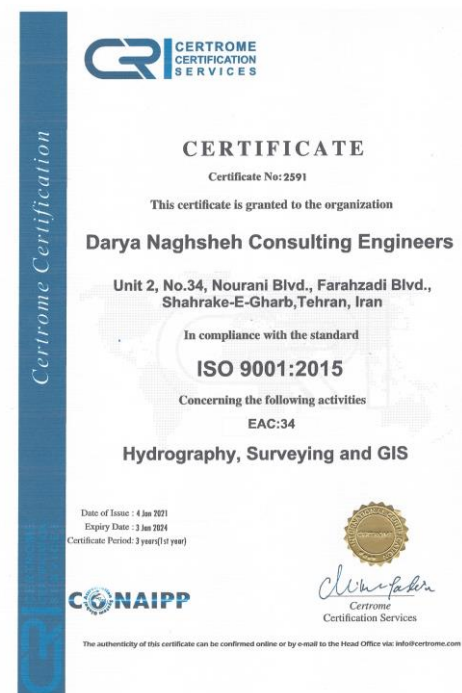 CRI
CERTROME
CERTIFICATION
SERVICES
Certrome Certification
CERTIFICATE
Certificate No: 2591
This certificate is granted to the organization
Darya Naghsheh Consulting Engineers
Unit 2, No.34, Nourani Blvd., Farahzadi Blvd.,
Shahrake-E-Gharb,Tehran, Iran
In compliance with the standard
ISO 9001:2015
Concerning the following activities
EAC:34
Hydrography, Surveying and GIS
Date of Issue : 4 Jan 2021
Expiry Date : 3 Jan 2024
Certificate Period: 3 years(1st year)
CONAIPP
Certrome
Certification Services
The authenticity of this certificate can be confirmed online or by e-mail to the Head Office via: info@certrome.com